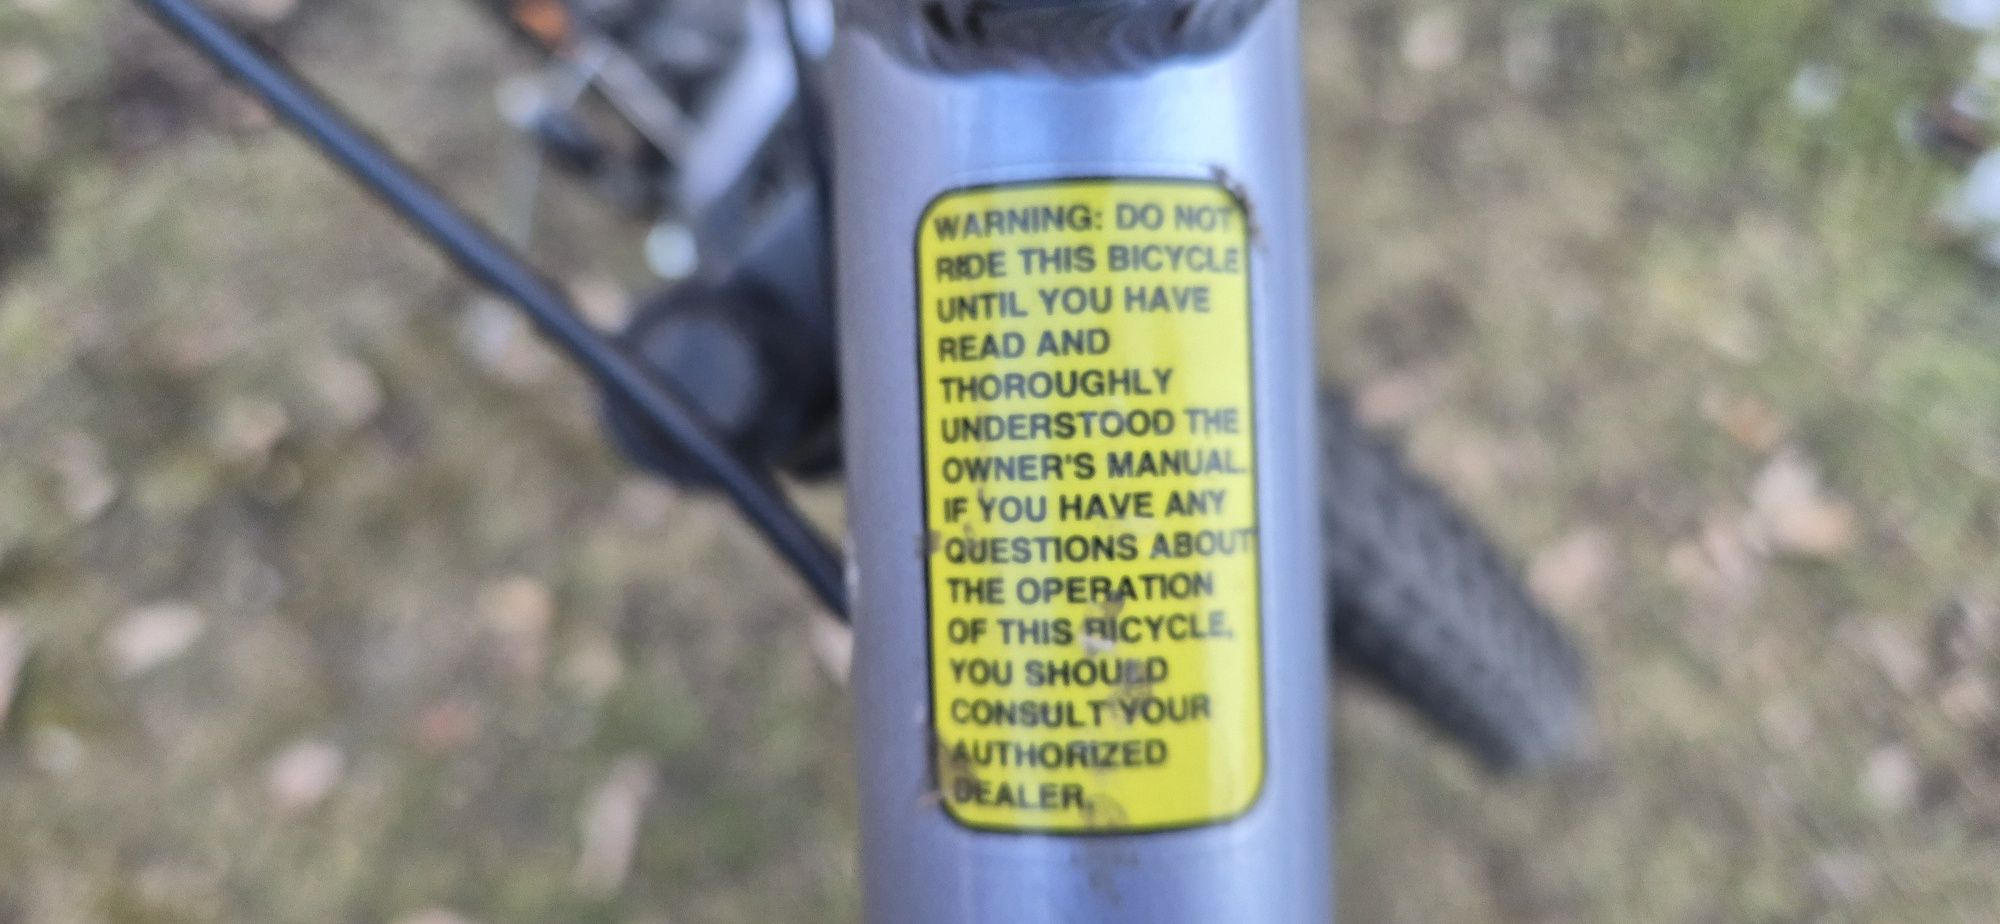 WARNING: DO NOT
RIDE THIS BICYCLE
UNTIL YOU HAVE
READ AND
THOROUGHLY
UNDERSTOOD THE
OWNER'S MANUAL.
IF YOU HAVE ANY
QUESTIONS ABOUT
THE OPERATION
OF THIS BICYCLE,
YOU SHOULD
CONSULT YOUR
AUTHORIZED
DEALER.